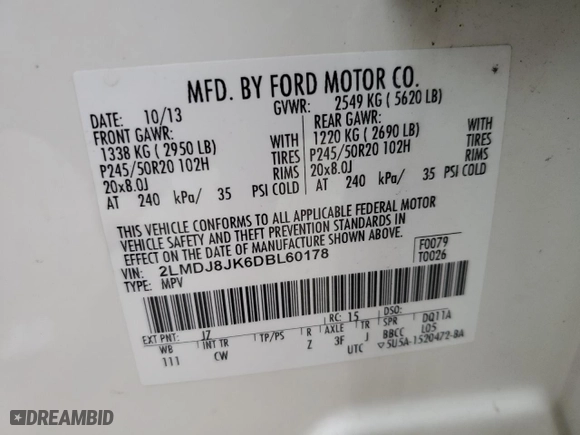 MFD. BY FORD MOTOR CO.
DATE: 10/13 GVWR: 2549 KG ( 5620 LB)
FRONT GAWR: REAR GAWR:
1338 KG ( 2950 LB) WITH 1220 KG ( 2690 LB) WITH
P245/50R20 102H TIRES P245/50R20 102H TIRES
20x8.0J RIMS 20x8.0J RIMS
AT 240 kPa/ 35 PSI COLD AT 240 kPa/ 35 PSI COLD
THIS VEHICLE CONFORMS TO ALL APPLICABLE FEDERAL MOTOR
VEHICLE SAFETY AND THEFT PREVENTION STANDARDS IN
EFFECT ON THE DATE OF MANUFACTURE SHOWN ABOVE.
VIN: 2LMDJ8JK6DBL60178 F0079
TYPE: MPV T0026
EXT PNT: 17 RC: 15 DSO:
WB INT TR TP/PS R AXLE TR SPR DQ11A
111 CW Z 3F J BBCC L05
UTC ▽5U5A-1520472-BA
DREAMBID